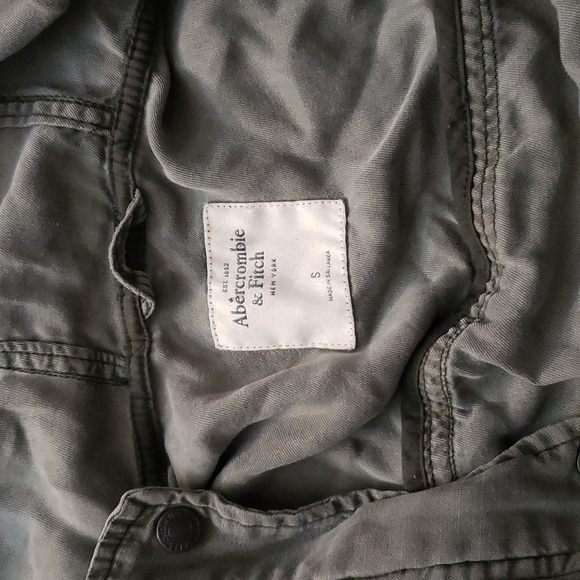 EST. 1892
Abercrombie
& Fitch
NEW YORK
S
MADE IN SRI LANKA